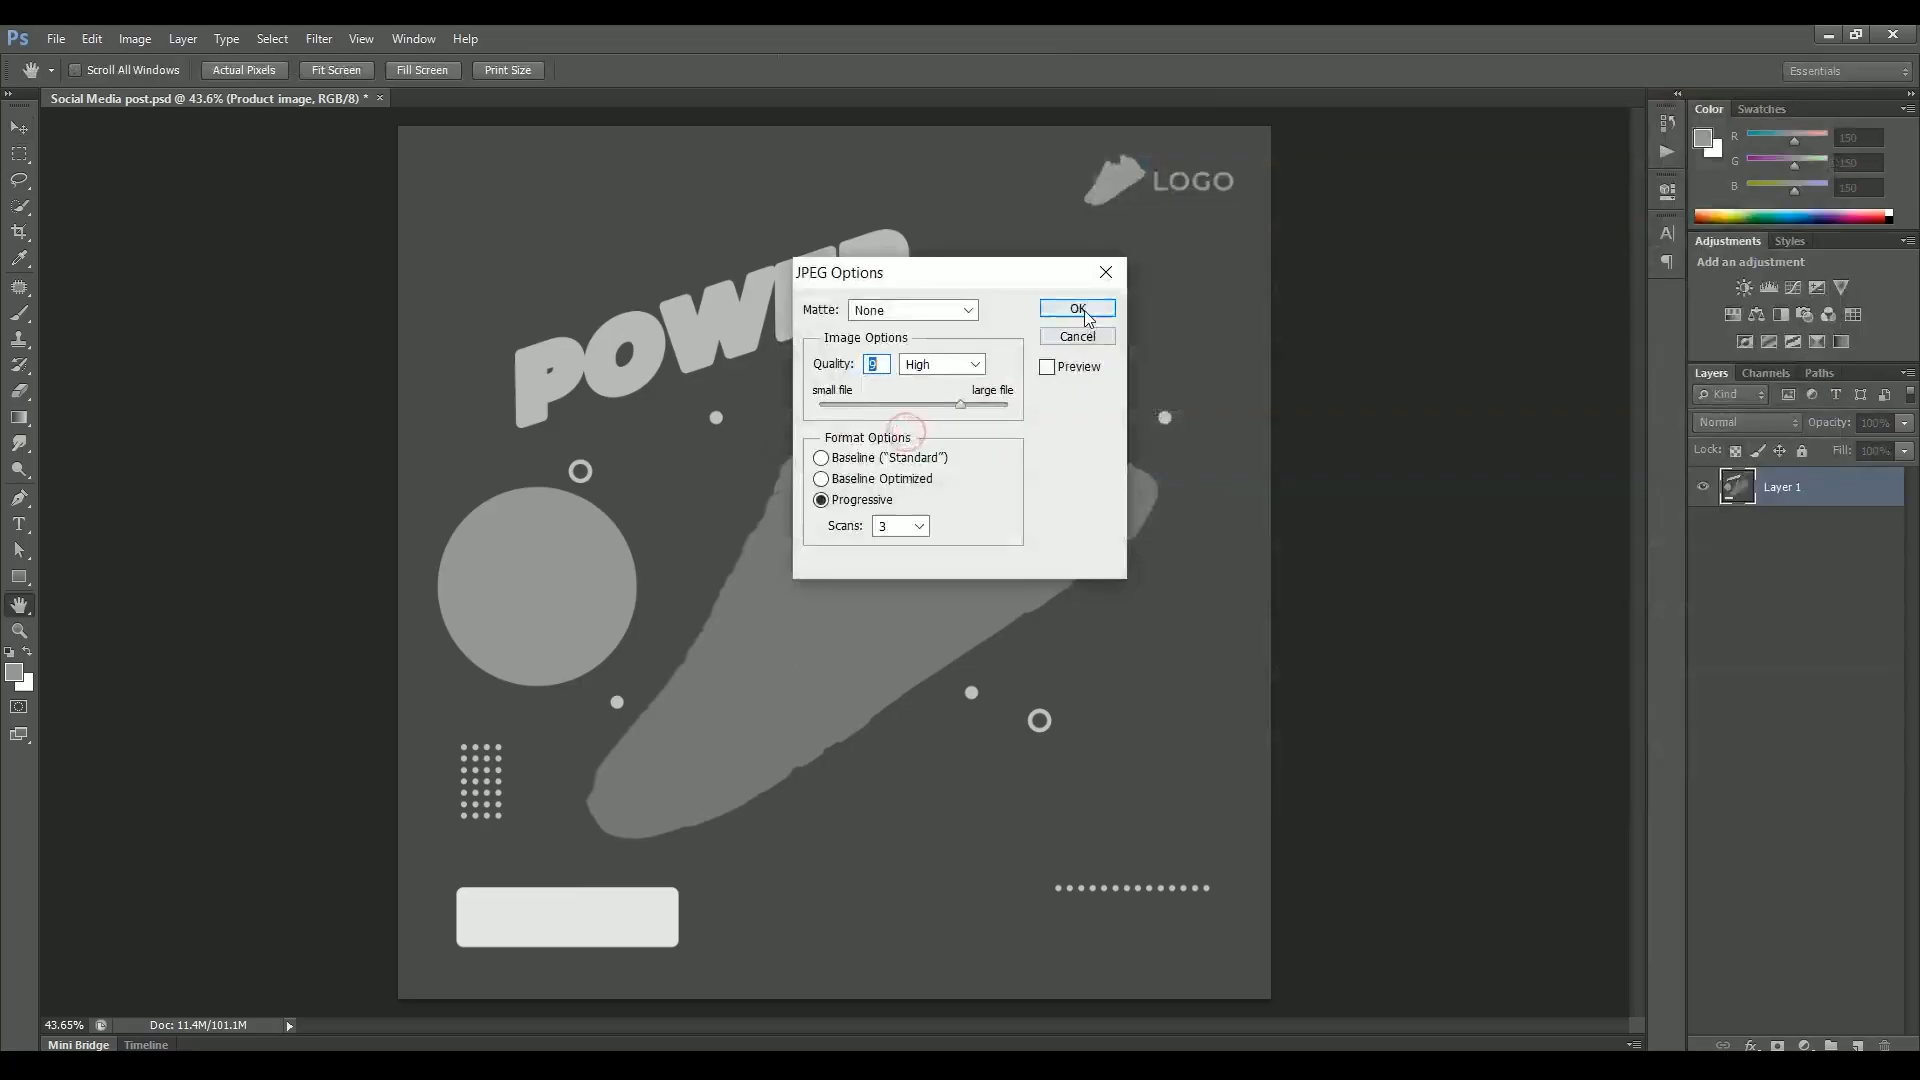 Ps File Edit Image Layer Type Select Filter View Window Help
Scroll All Windows Actual Pixels Fit Screen Fill Screen Print Size Essentials
Social Media post.psd @ 43.6% (Product image, RGB/8) * ×
Color Swatches
R 150
G 150
B 150
LOGO
Adjustments Styles
Add an adjustment
JPEG Options
Matte: None OK
Cancel
Image Options
Quality: 9 High Preview
small file large file
Format Options
Baseline ("Standard")
Baseline Optimized
Progressive
Scans: 3
Layers Channels Paths
Kind
Normal Opacity: 100%
Lock: Fill: 100%
Layer 1
43.65% Doc: 11.4M/101.1M
Mini Bridge Timeline